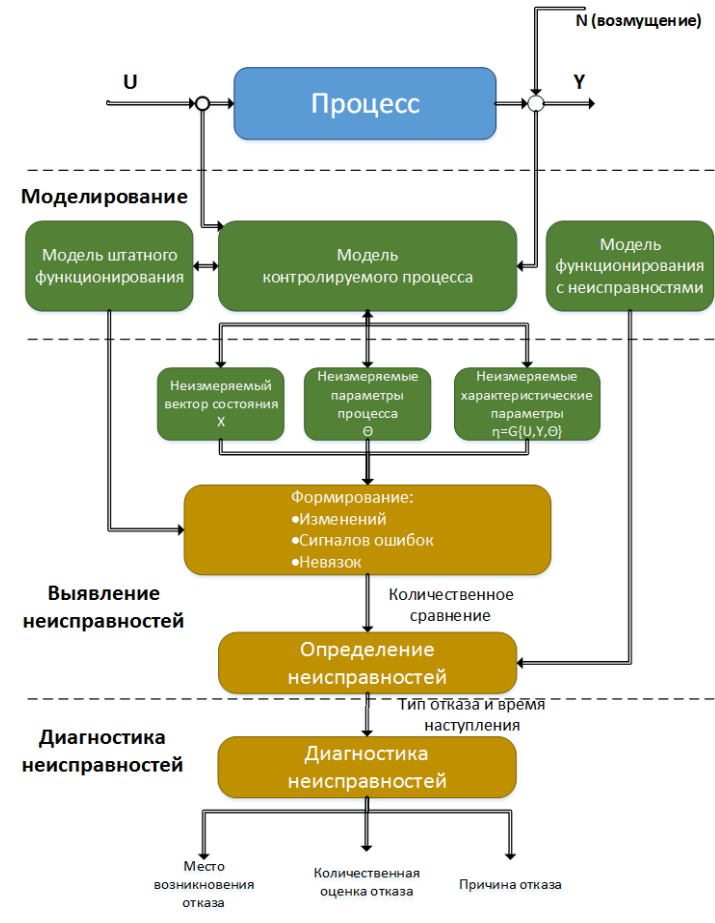 N (возмущение)
U
Процесс
Y
Моделирование
Модель штатного
функционирования
Модель
контролируемого процесса
Модель
функционирования
с неисправностями
Неизмеряемый
вектор состояния
X
Неизмеряемые
параметры
процесса
Θ
Неизмеряемые
характеристические
параметры
η=G{U,Y,Θ}
Формирование:
•Изменений
•Сигналов ошибок
•Невязок
Выявление
неисправностей
Количественное
сравнение
Определение
неисправностей
Тип отказа и время
наступления
Диагностика
неисправностей
Диагностика
неисправностей
Место
возникновения
отказа
Количественная
оценка отказа
Причина отказа